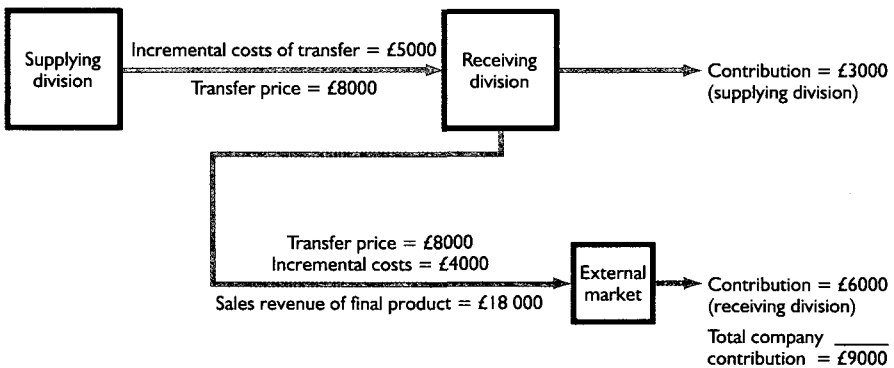 Supplying
division
Incremental costs of transfer = £5000
Transfer price = £8000
Receiving
division
Contribution = £3000
(supplying division)
Transfer price = £8000
Incremental costs = £4000
Sales revenue of final product = £18 000
External
market
Contribution = £6000
(receiving division)
Total company
contribution = £9000